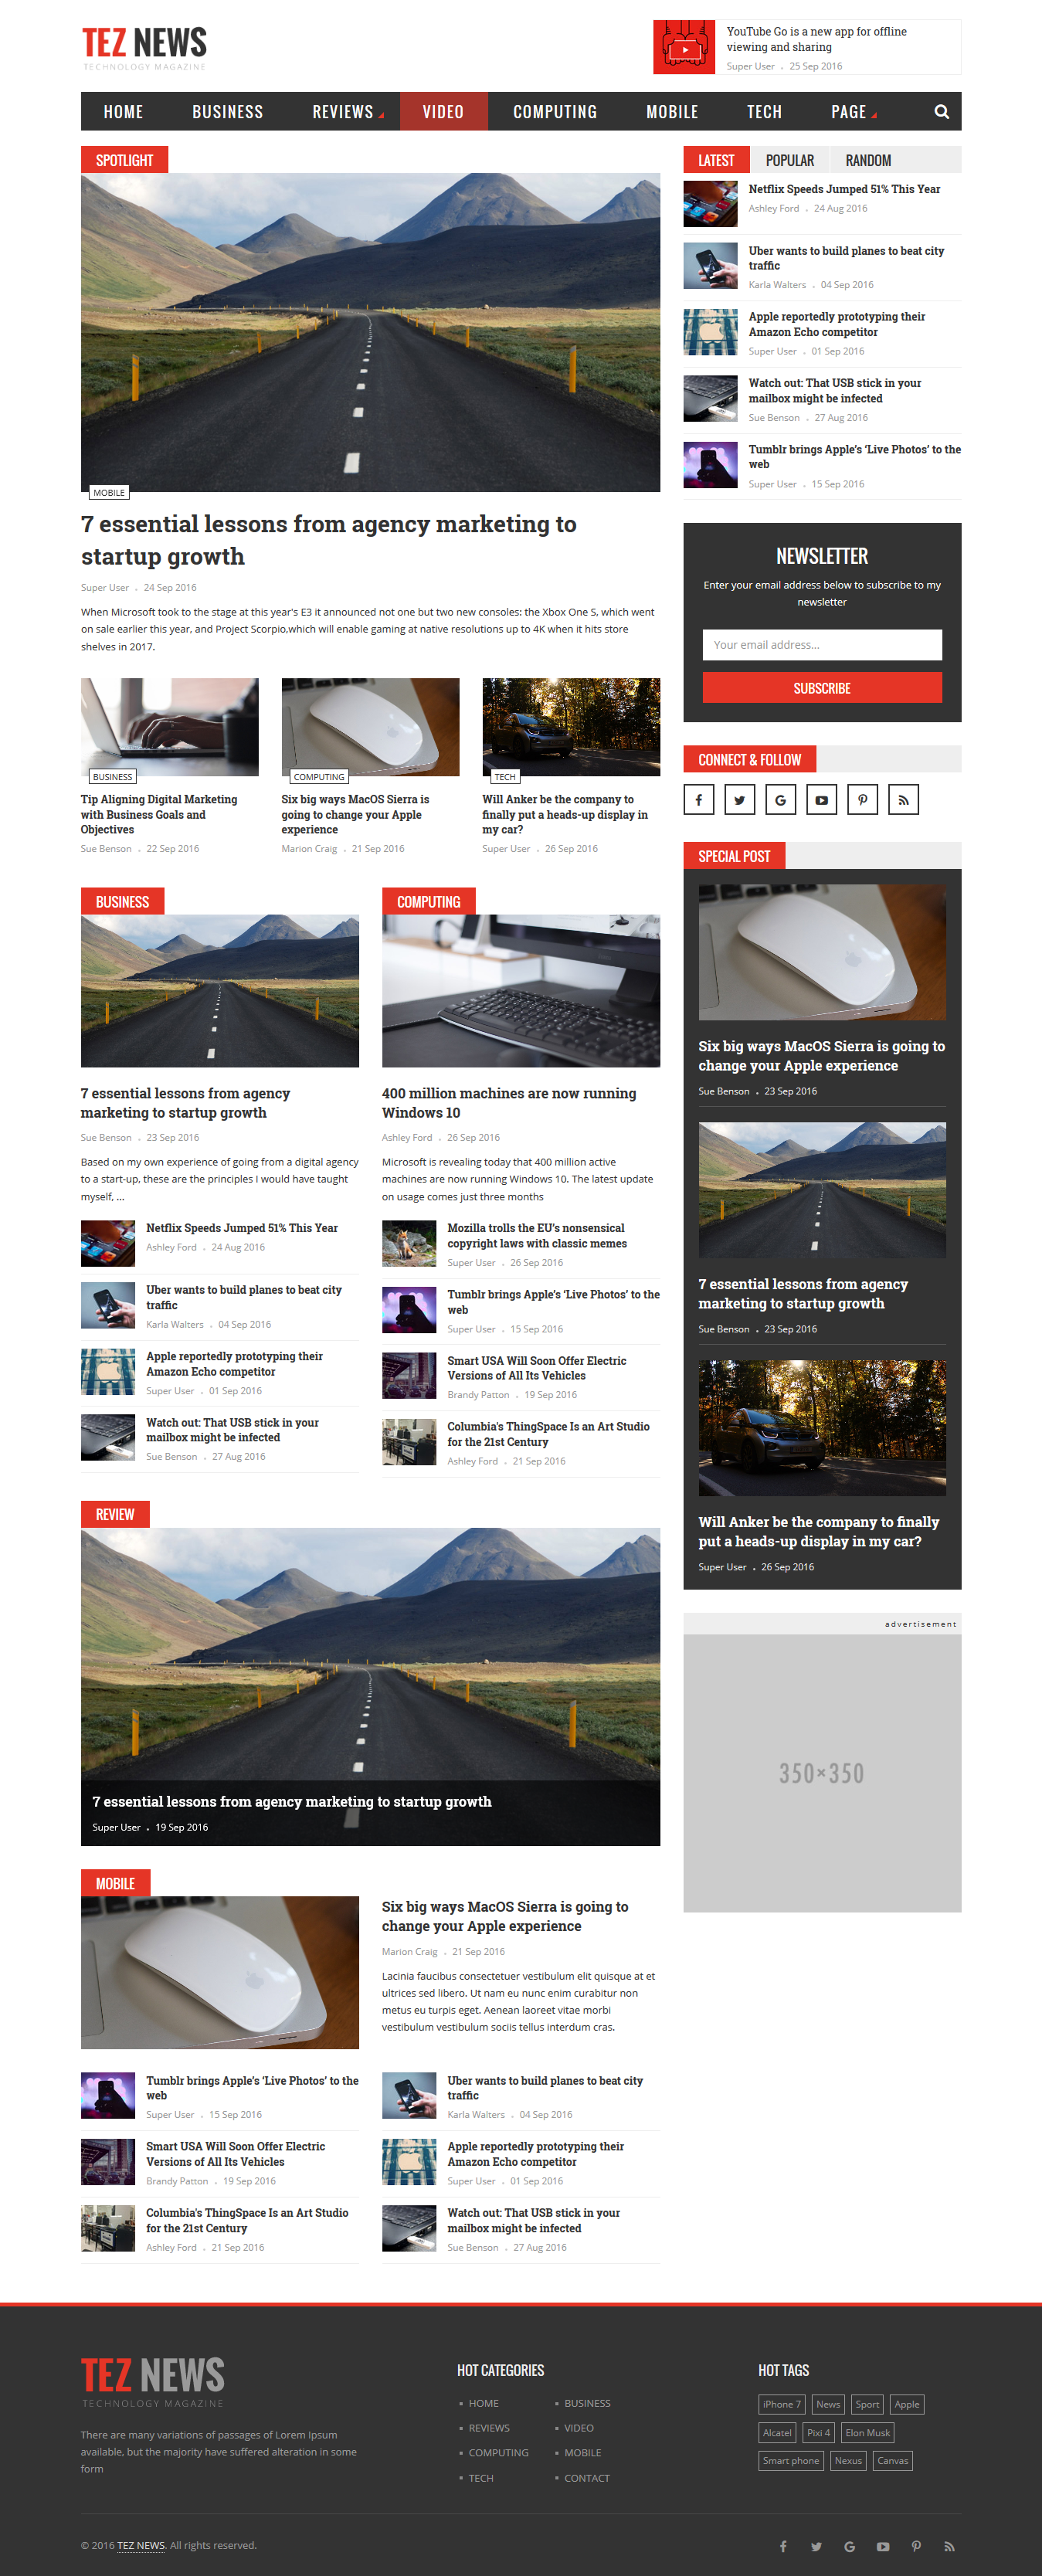 TEZ NEWS
TECHNOLOGY MAGAZINE
YouTube Go is a new app for offline
viewing and sharing
Super User . 25 Sep 2016
HOME BUSINESS REVIEWS VIDEO COMPUTING MOBILE TECH PAGE
SPOTLIGHT
MOBILE
7 essential lessons from agency marketing to
startup growth
Super User . 24 Sep 2016
When Microsoft took to the stage at this year's E3 it announced not one but two new consoles: the Xbox One S, which went
on sale earlier this year, and Project Scorpio,which will enable gaming at native resolutions up to 4K when it hits store
shelves in 2017.
BUSINESS
Tip Aligning Digital Marketing
with Business Goals and
Objectives
Sue Benson . 22 Sep 2016
COMPUTING
Six big ways MacOS Sierra is
going to change your Apple
experience
Marion Craig . 21 Sep 2016
TECH
Will Anker be the company to
finally put a heads-up display in
my car?
Super User . 26 Sep 2016
BUSINESS
7 essential lessons from agency
marketing to startup growth
Sue Benson . 23 Sep 2016
Based on my own experience of going from a digital agency
to a start-up, these are the principles I would have taught
myself, ...
Netflix Speeds Jumped 51% This Year
Ashley Ford . 24 Aug 2016
Uber wants to build planes to beat city
traffic
Karla Walters . 04 Sep 2016
Apple reportedly prototyping their
Amazon Echo competitor
Super User . 01 Sep 2016
Watch out: That USB stick in your
mailbox might be infected
Sue Benson . 27 Aug 2016
COMPUTING
400 million machines are now running
Windows 10
Ashley Ford . 26 Sep 2016
Microsoft is revealing today that 400 million active
machines are now running Windows 10. The latest update
on usage comes just three months
Mozilla trolls the EU's nonsensical
copyright laws with classic memes
Super User . 26 Sep 2016
Tumblr brings Apple's ‘Live Photos’ to the
web
Super User . 15 Sep 2016
Smart USA Will Soon Offer Electric
Versions of All Its Vehicles
Brandy Patton . 19 Sep 2016
Columbia's ThingSpace Is an Art Studio
for the 21st Century
Ashley Ford . 21 Sep 2016
REVIEW
7 essential lessons from agency marketing to startup growth
Super User . 19 Sep 2016
MOBILE
Six big ways MacOS Sierra is going to
change your Apple experience
Marion Craig . 21 Sep 2016
Lacinia faucibus consectetuer vestibulum elit quisque at et
ultrices sed libero. Ut nam eu nunc enim curabitur non
metus eu turpis eget. Aenean laoreet vitae morbi
vestibulum vestibulum sociis tellus interdum cras.
Tumblr brings Apple's ‘Live Photos’ to the
web
Super User . 15 Sep 2016
Smart USA Will Soon Offer Electric
Versions of All Its Vehicles
Brandy Patton . 19 Sep 2016
Columbia's ThingSpace Is an Art Studio
for the 21st Century
Ashley Ford . 21 Sep 2016
Uber wants to build planes to beat city
traffic
Karla Walters . 04 Sep 2016
Apple reportedly prototyping their
Amazon Echo competitor
Super User . 01 Sep 2016
Watch out: That USB stick in your
mailbox might be infected
Sue Benson . 27 Aug 2016
LATEST POPULAR RANDOM
Netflix Speeds Jumped 51% This Year
Ashley Ford . 24 Aug 2016
Uber wants to build planes to beat city
traffic
Karla Walters . 04 Sep 2016
Apple reportedly prototyping their
Amazon Echo competitor
Super User . 01 Sep 2016
Watch out: That USB stick in your
mailbox might be infected
Sue Benson . 27 Aug 2016
Tumblr brings Apple's ‘Live Photos’ to the
web
Super User . 15 Sep 2016
NEWSLETTER
Enter your email address below to subscribe to my
newsletter
Your email address...
SUBSCRIBE
CONNECT & FOLLOW
SPECIAL POST
Six big ways MacOS Sierra is going to
change your Apple experience
Sue Benson . 23 Sep 2016
7 essential lessons from agency
marketing to startup growth
Sue Benson . 23 Sep 2016
Will Anker be the company to finally
put a heads-up display in my car?
Super User . 26 Sep 2016
advertisement
350×350
TEZ NEWS
TECHNOLOGY MAGAZINE
There are many variations of passages of Lorem Ipsum
available, but the majority have suffered alteration in some
form
HOT CATEGORIES
HOME BUSINESS
REVIEWS VIDEO
COMPUTING MOBILE
TECH CONTACT
HOT TAGS
iPhone 7 News Sport Apple
Alcatel Pixi 4 Elon Musk
Smart phone Nexus Canvas
© 2016 TEZ NEWS. All rights reserved.